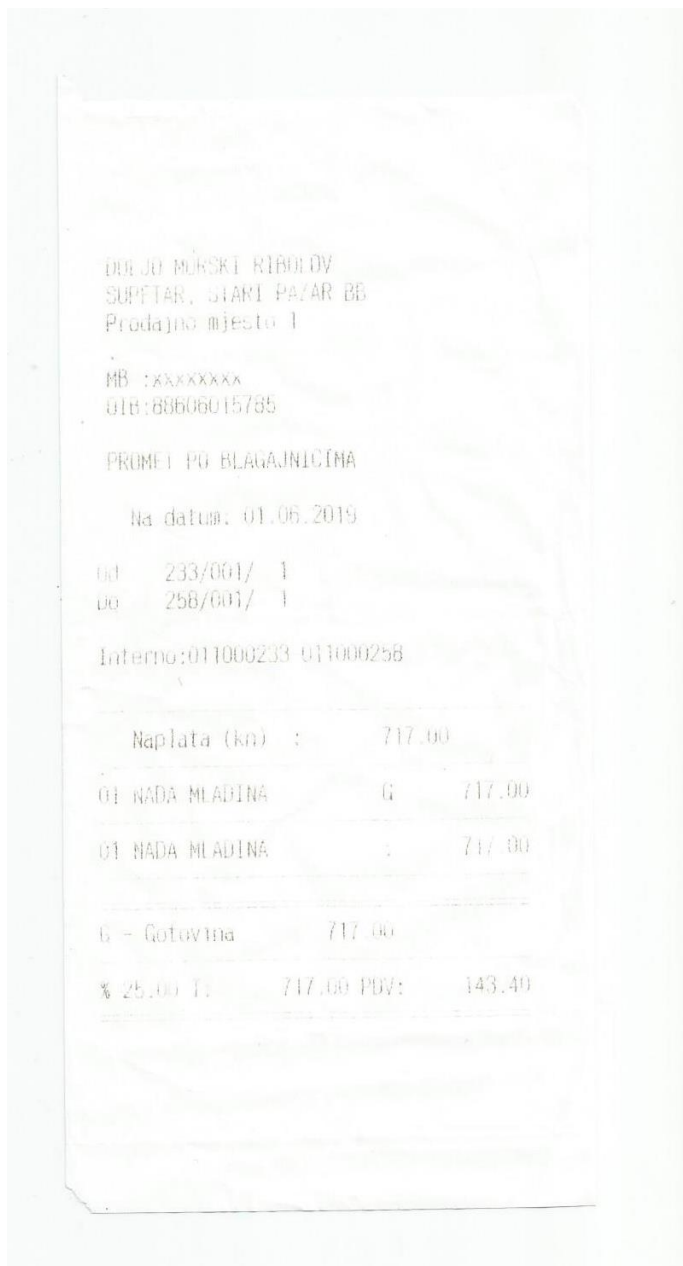 MORSKI RIBOLOV
SUPETAR, STARI PAZAR BB
Prodajno mjesto 1
MB :xxxxxxxx
OIB:88606015785
PROMET PO BLAGAJNICIMA
Na datum: 01.06.2019
Od 233/001/ 1
Do 258/001/ 1
Interno:011000233 011000258
Naplata (kn) : 717.00
01 NADA MLADINA G 717.00
01 NADA MLADINA : 717.00
G - Gotovina 717.00
% 25.00 I: 717.00 PDV: 143.40